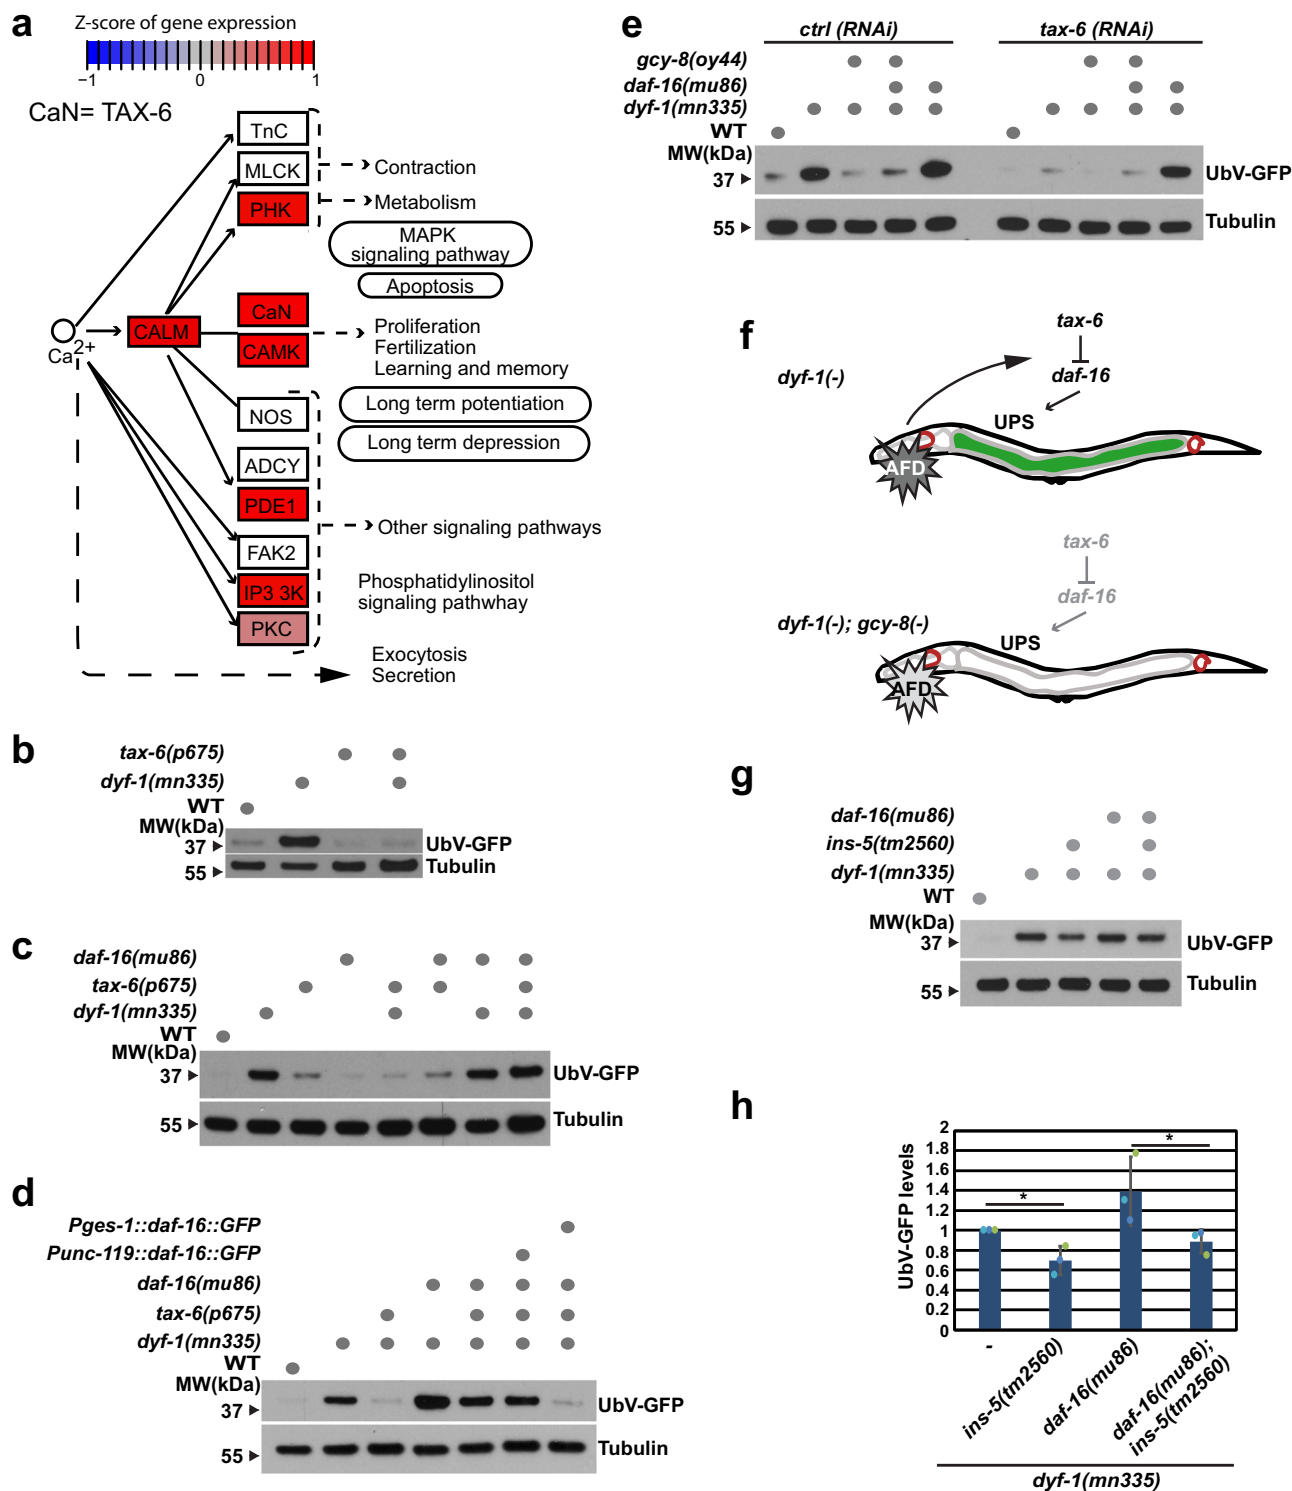 a
Z-score of gene expression
−1 0 1
CaN= TAX-6
TnC
MLCK
Contraction
PHK
Metabolism
MAPK
signaling pathway
Apoptosis
CaN
CALM
CAMK
Ca2+
Proliferation
Fertilization
Learning and memory
NOS
Long term potentiation
Long term depression
ADCY
PDE1
Other signaling pathways
FAK2
IP3 3K
Phosphatidylinositol
signaling pathwhay
PKC
Exocytosis
Secretion
b
tax-6(p675)
dyf-1(mn335)
WT
MW(kDa)
37 UbV-GFP
55 Tubulin
c
daf-16(mu86)
tax-6(p675)
dyf-1(mn335)
WT
MW(kDa)
37 UbV-GFP
55 Tubulin
d
Pges-1::daf-16::GFP
Punc-119::daf-16::GFP
daf-16(mu86)
tax-6(p675)
dyf-1(mn335)
WT
MW(kDa)
37 UbV-GFP
55 Tubulin
e
ctrl (RNAi) tax-6 (RNAi)
gcy-8(oy44)
daf-16(mu86)
dyf-1(mn335)
WT
MW(kDa)
37 UbV-GFP
55 Tubulin
f
tax-6
dyf-1(-) daf-16
UPS
AFD
tax-6
daf-16
dyf-1(-); gcy-8(-)
UPS
AFD
g
daf-16(mu86)
ins-5(tm2560)
dyf-1(mn335)
WT
MW(kDa)
37 UbV-GFP
55 Tubulin
h
UbV-GFP levels
2
1.8
1.6
1.4
1.2
1
0.8
0.6
0.4
0.2
0
* *
-
ins-5(tm2560)
daf-16(mu86)
daf-16(mu86);
ins-5(tm2560)
dyf-1(mn335)